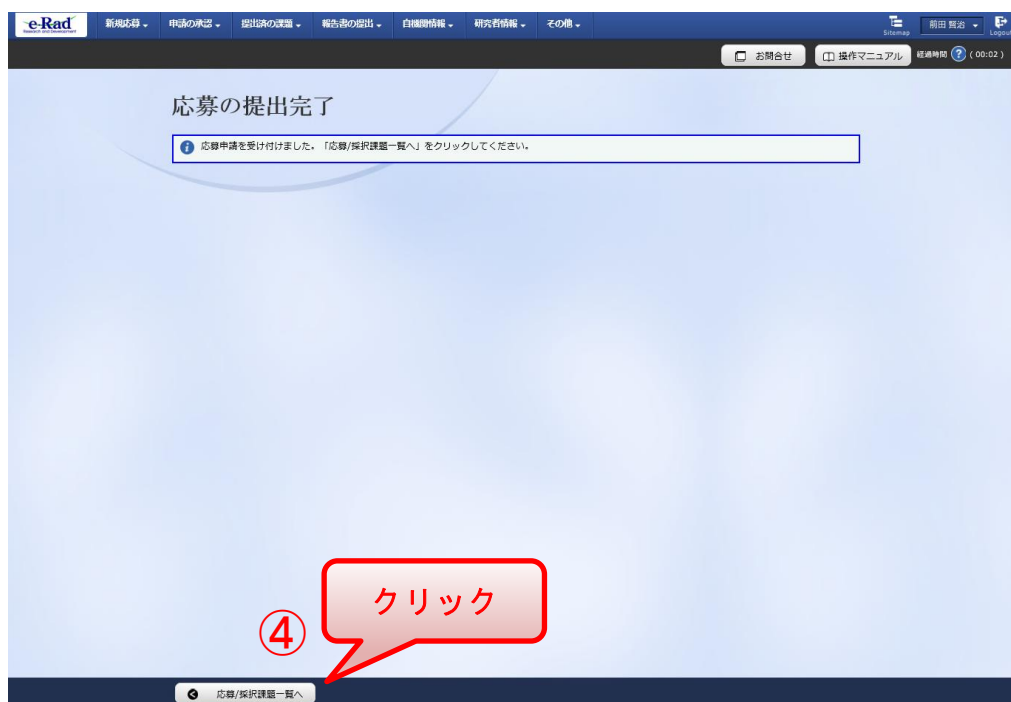 e-Rad
Research and Development
新規応募
申請の承認
提出済の課題
報告書の提出
自機関情報
研究者情報
その他
Sitemap
前田 賢治
Logout
お問合せ
操作マニュアル
経過時間 ? ( 00:02 )
応募の提出完了
応募申請を受け付けました。「応募/採択課題一覧へ」をクリックしてください。
クリック
④
応募/採択課題一覧へ